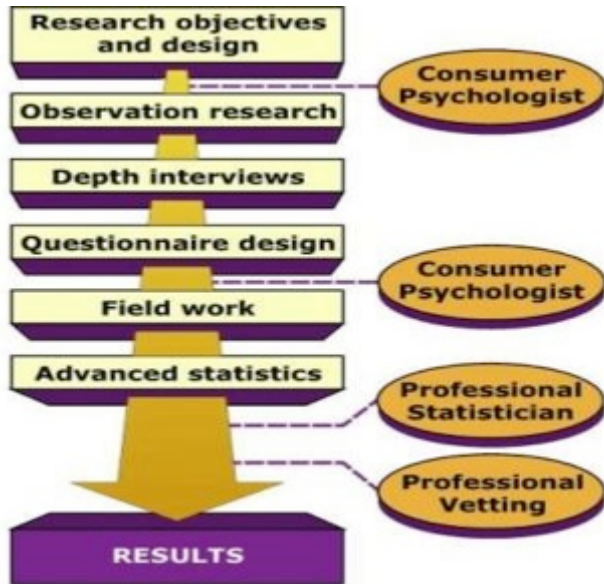 Research objectives
and design
Consumer
Psychologist
Observation research
Depth interviews
Questionnaire design
Consumer
Psychologist
Field work
Advanced statistics
Professional
Statistician
Professional
Vetting
RESULTS